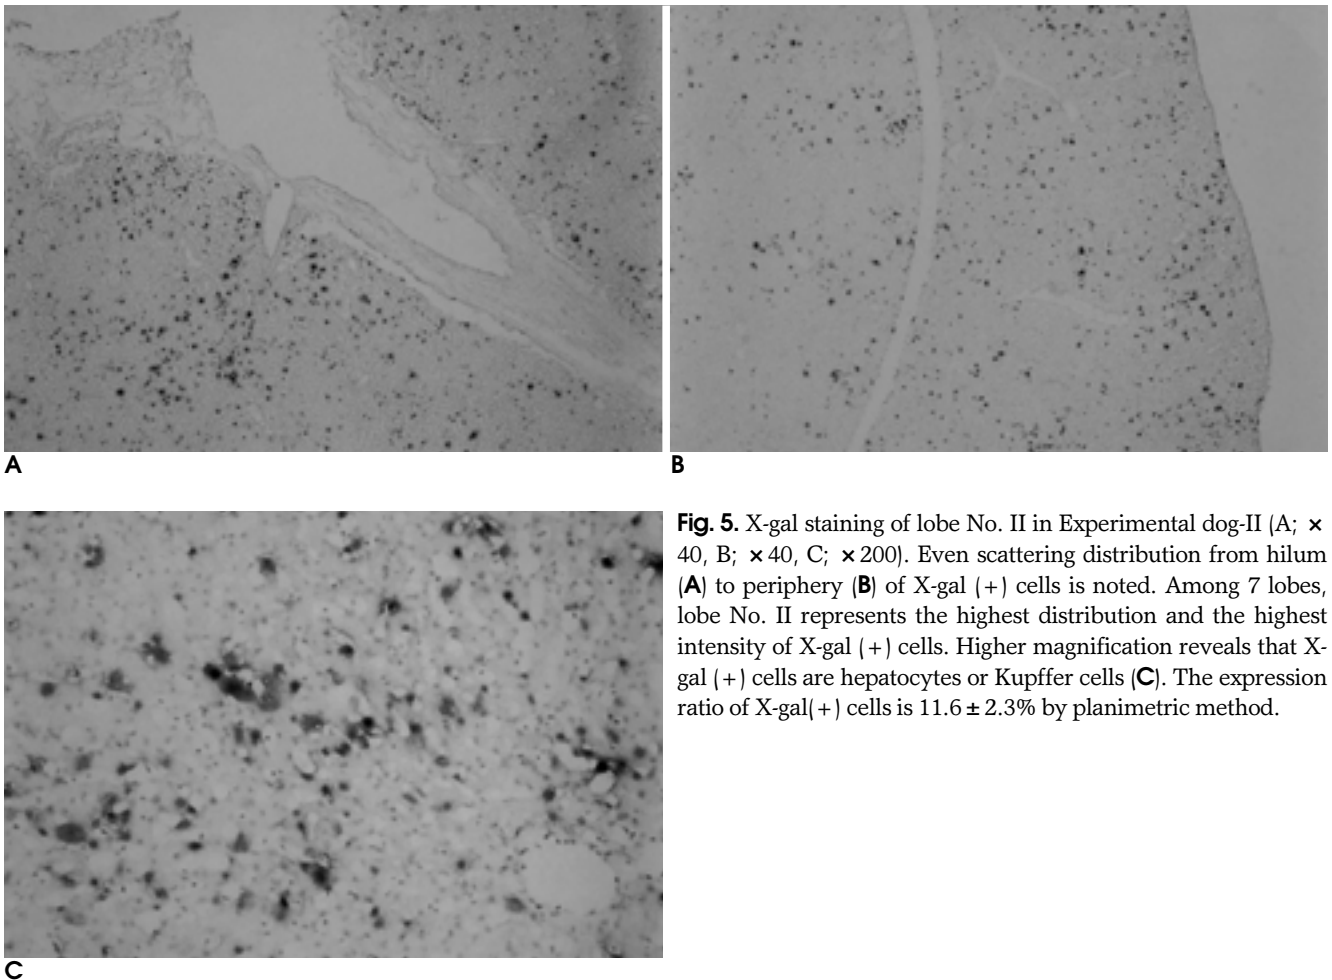 A
B
C
Fig. 5. X-gal staining of lobe No. II in Experimental dog-II (A; ×
40, B; ×40, C; ×200). Even scattering distribution from hilum
(A) to periphery (B) of X-gal (+) cells is noted. Among 7 lobes,
lobe No. II represents the highest distribution and the highest
intensity of X-gal (+) cells. Higher magnification reveals that X-
gal (+) cells are hepatocytes or Kupffer cells (C). The expression
ratio of X-gal(+) cells is 11.6 ± 2.3% by planimetric method.